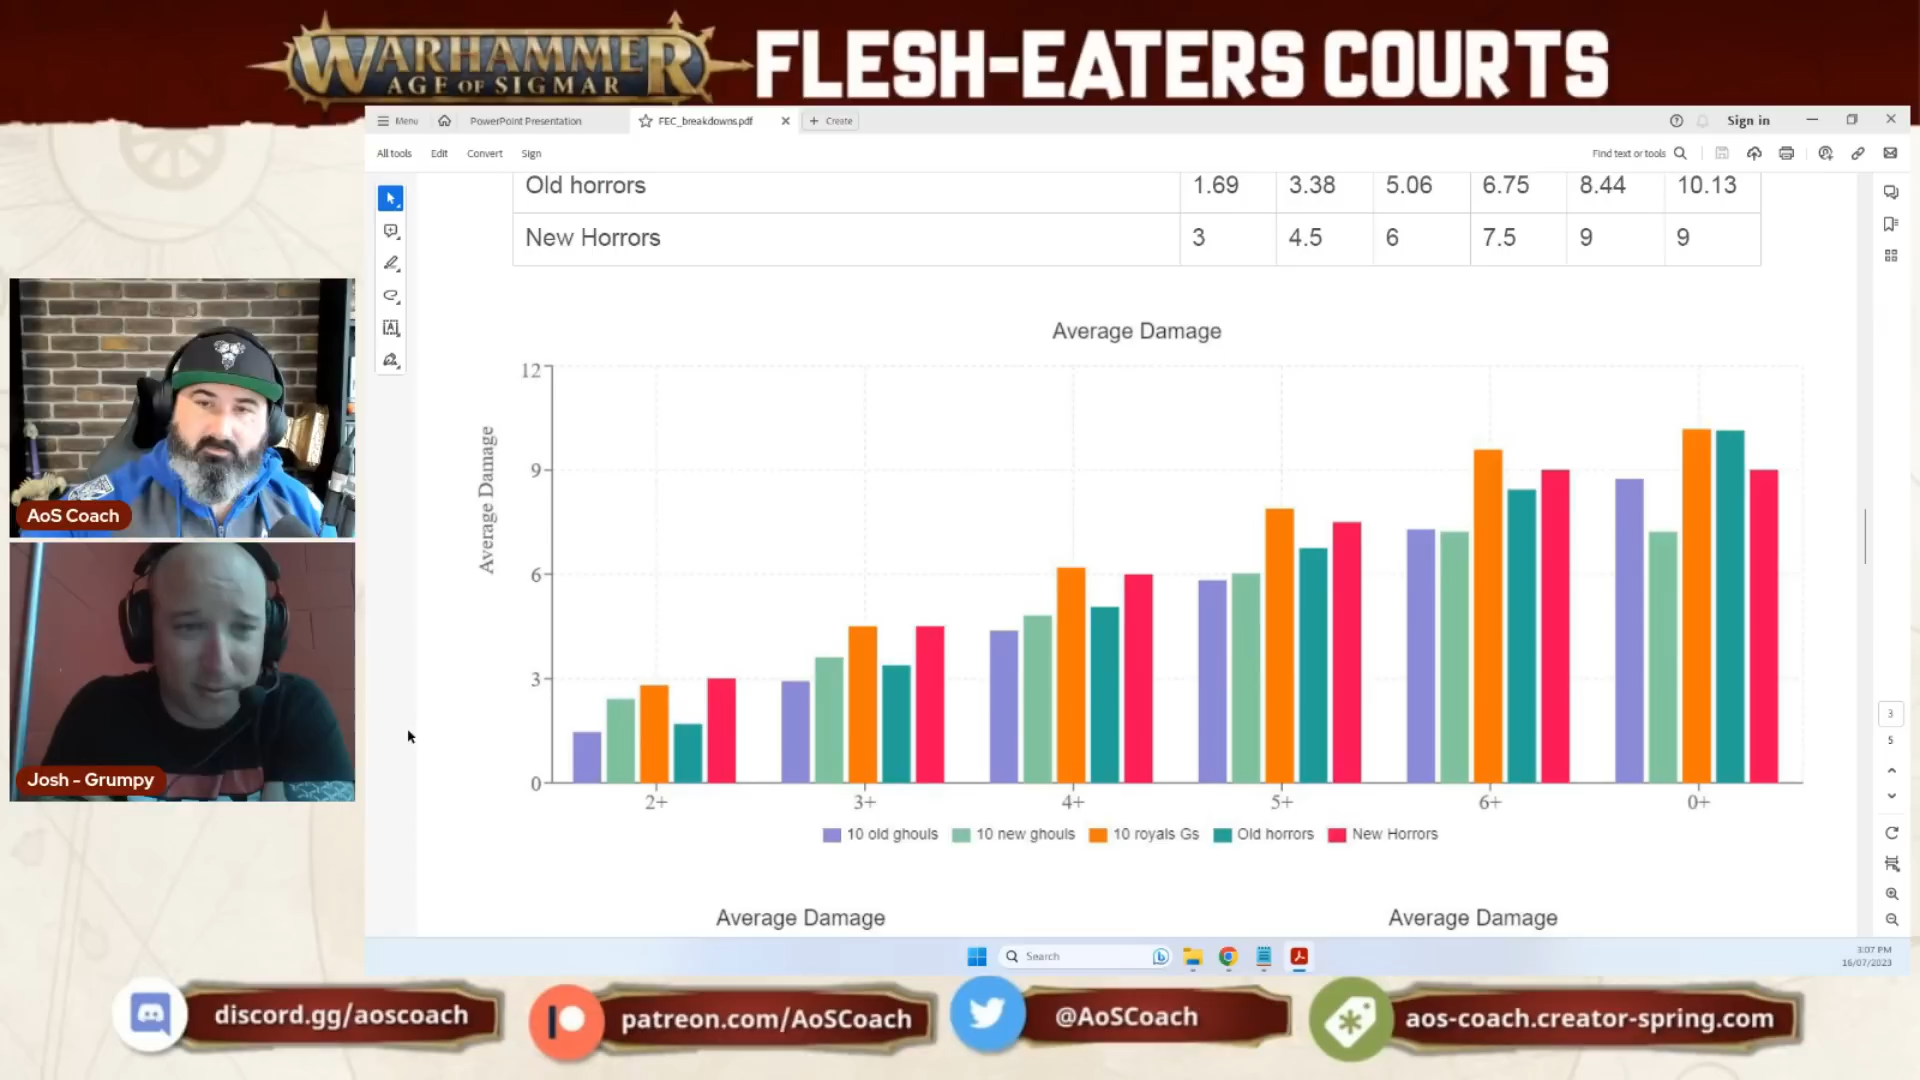 WARHAMMER
AGE OF SIGMAR
FLESH-EATERS COURTS
Menu
PowerPoint Presentation
FEC_breakdowns.pdf
Create
Sign in
All tools
Edit
Convert
Sign
Find text or tools
Old horrors 1.69 3.38 5.06 6.75 8.44 10.13
New Horrors 3 4.5 6 7.5 9 9
Average Damage
Average Damage
12
9
6
3
0
2+ 3+ 4+ 5+ 6+ 0+
10 old ghouls 10 new ghouls 10 royals Gs Old horrors New Horrors
Average Damage
Average Damage
3
5
AoS Coach
Josh - Grumpy
Search
3:07 PM
16/07/2023
discord.gg/aoscoach
patreon.com/AoSCoach
@AoSCoach
aos-coach.creator-spring.com